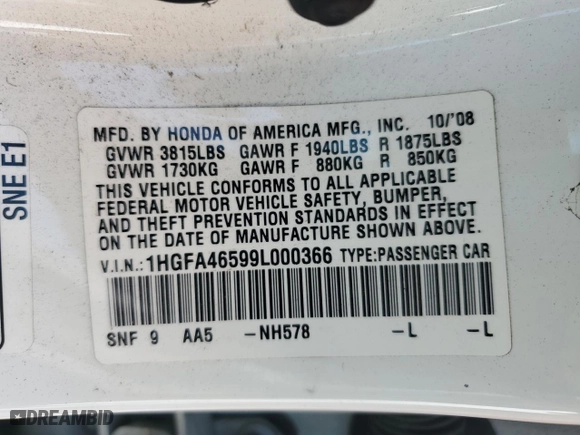 MFD. BY HONDA OF AMERICA MFG., INC. 10/'08
GVWR 3815LBS GAWR F 1940LBS R 1875LBS
GVWR 1730KG GAWR F 880KG R 850KG
THIS VEHICLE CONFORMS TO ALL APPLICABLE
FEDERAL MOTOR VEHICLE SAFETY, BUMPER,
AND THEFT PREVENTION STANDARDS IN EFFECT
ON THE DATE OF MANUFACTURE SHOWN ABOVE.
V.I.N.: 1HGFA46599L000366 TYPE:PASSENGER CAR
SNF 9 AA5 -NH578 -L -L
SNE E1
DREAMBID